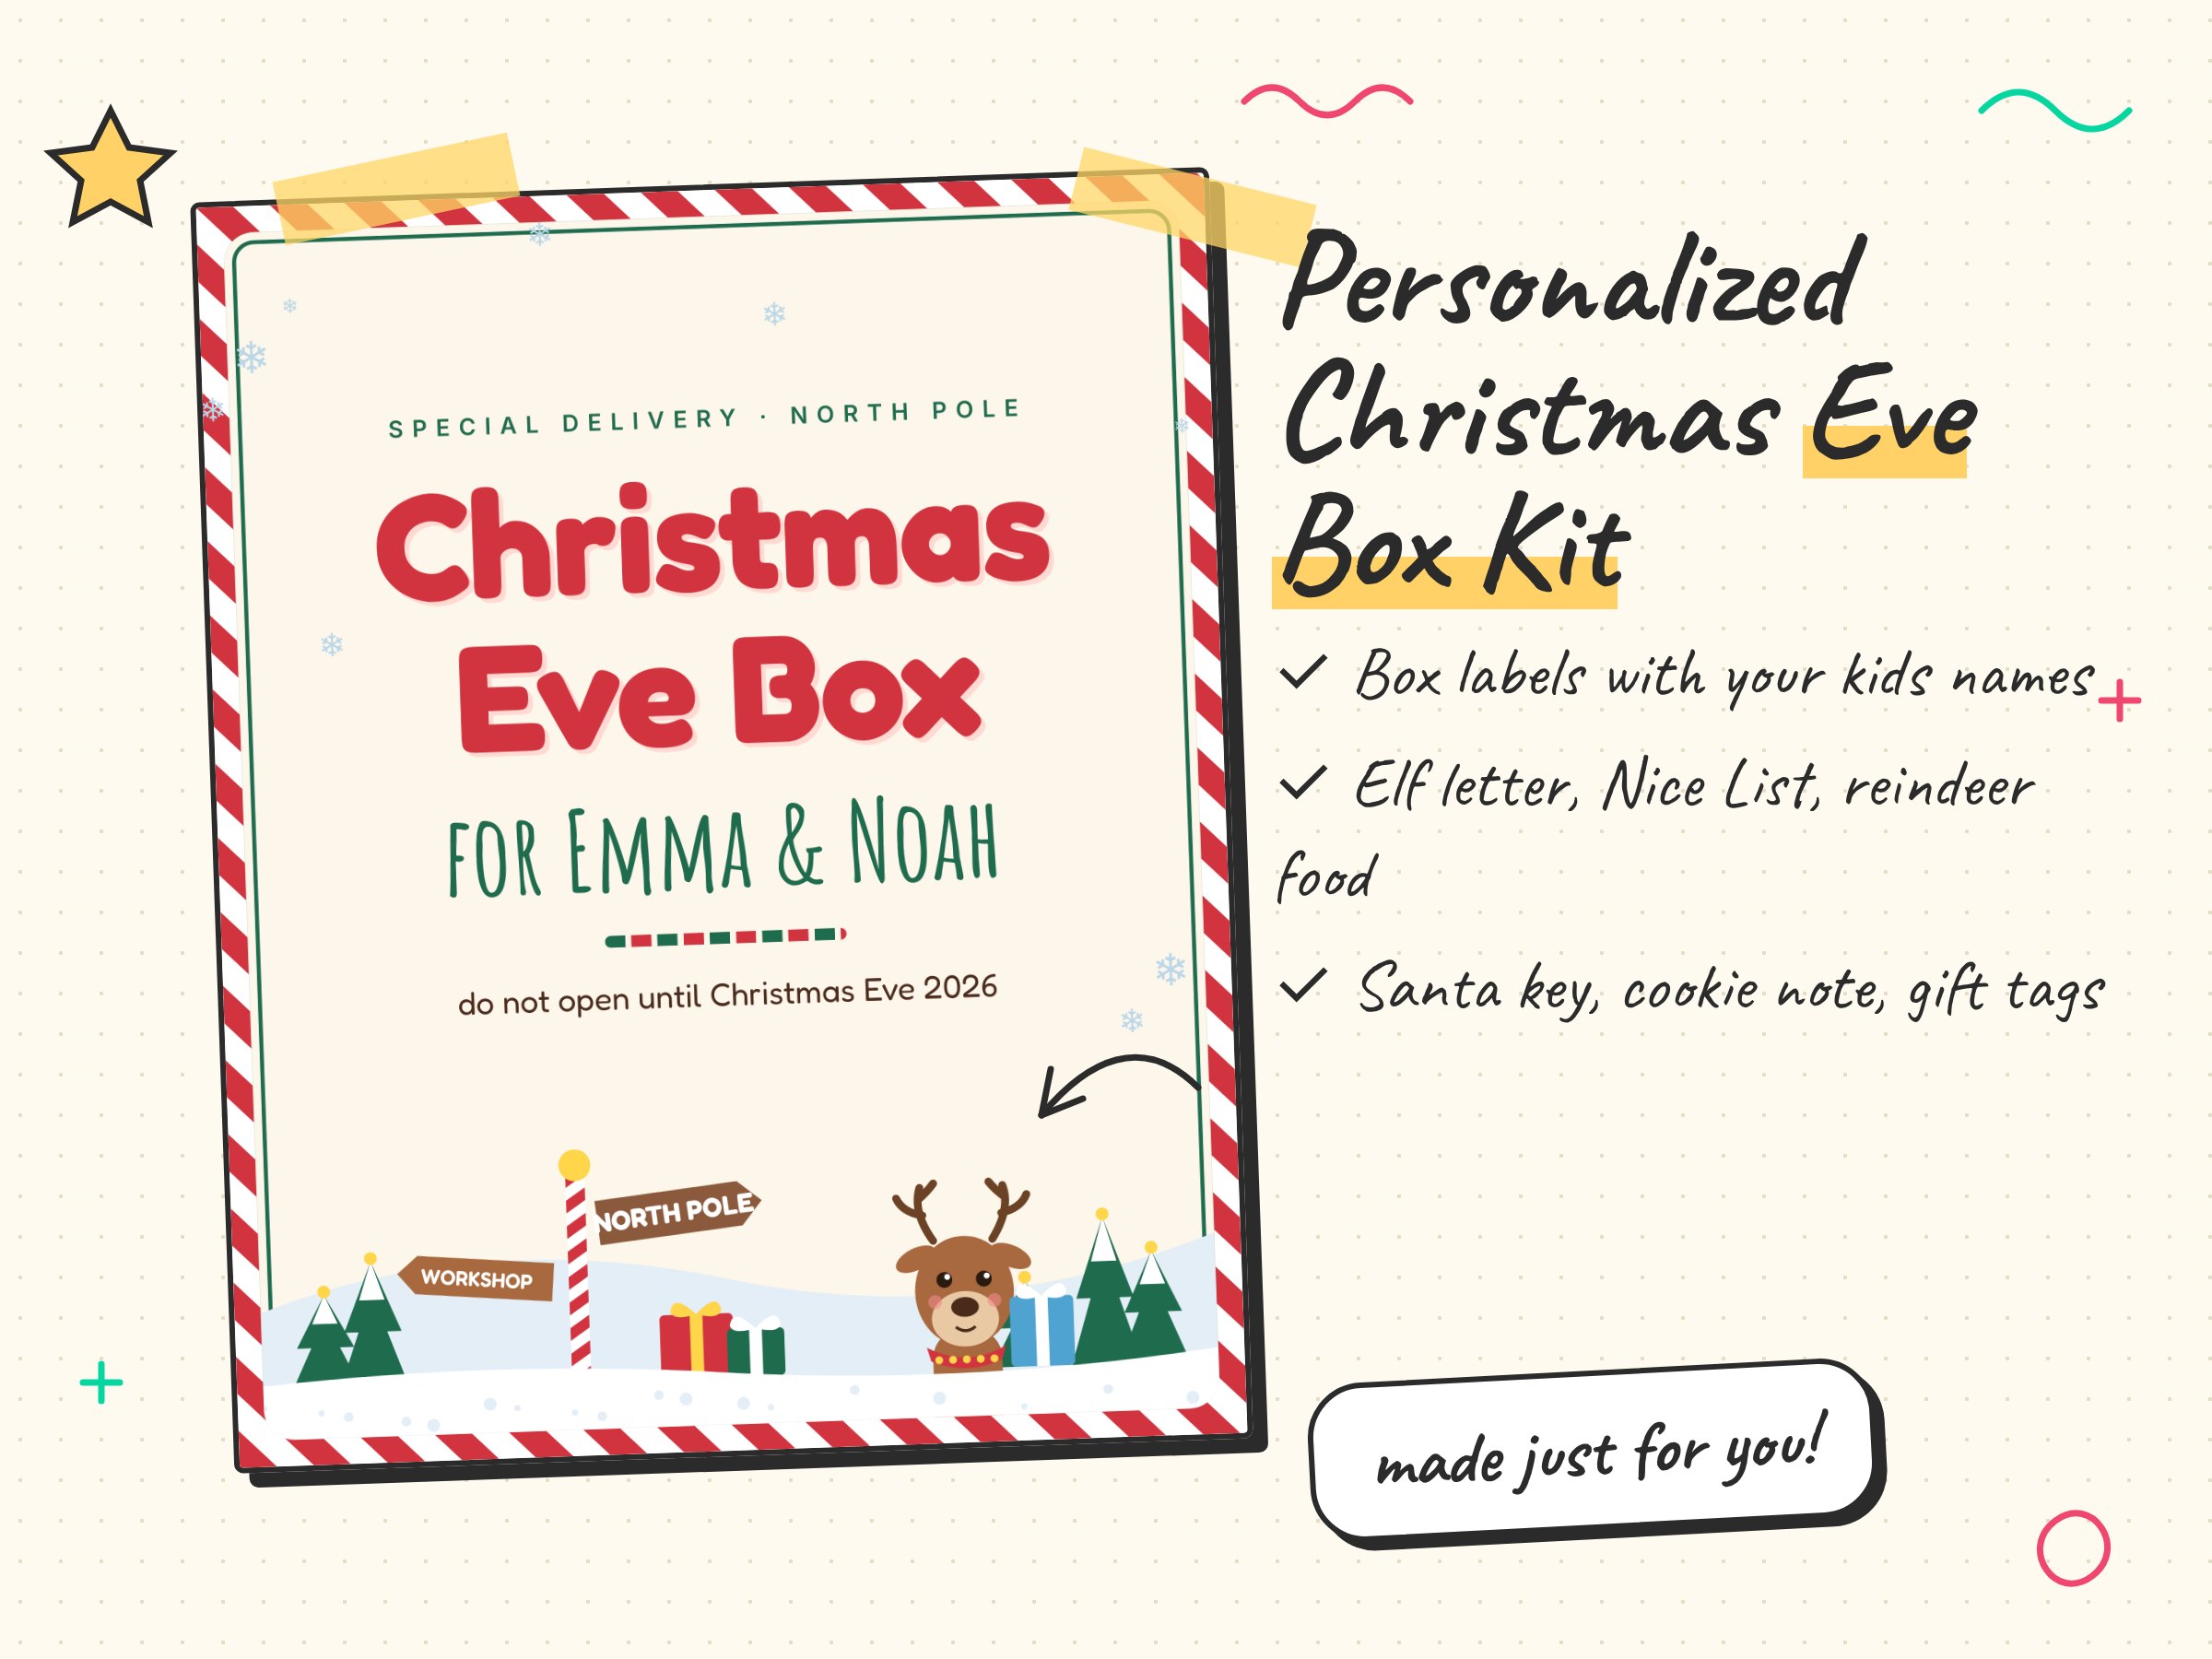 SPECIAL DELIVERY · NORTH POLE
Christmas
Eve Box
FOR EMMA & NOAH
do not open until Christmas Eve 2026
NORTH POLE
WORKSHOP
Personalized
Christmas Eve
Box Kit
✓ Box labels with your kids names
✓ Elf letter, Nice List, reindeer
food
✓ Santa key, cookie note, gift tags
made just for you!